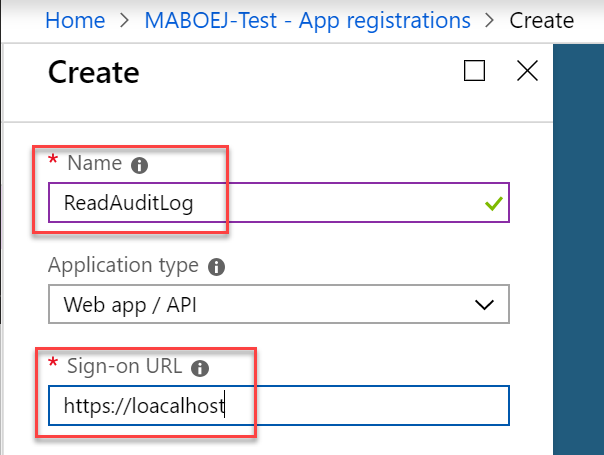 Home > MABOEJ-Test - App registrations > Create
Create
* Name
ReadAuditLog
Application type
Web app / API
* Sign-on URL
https://loacalhost